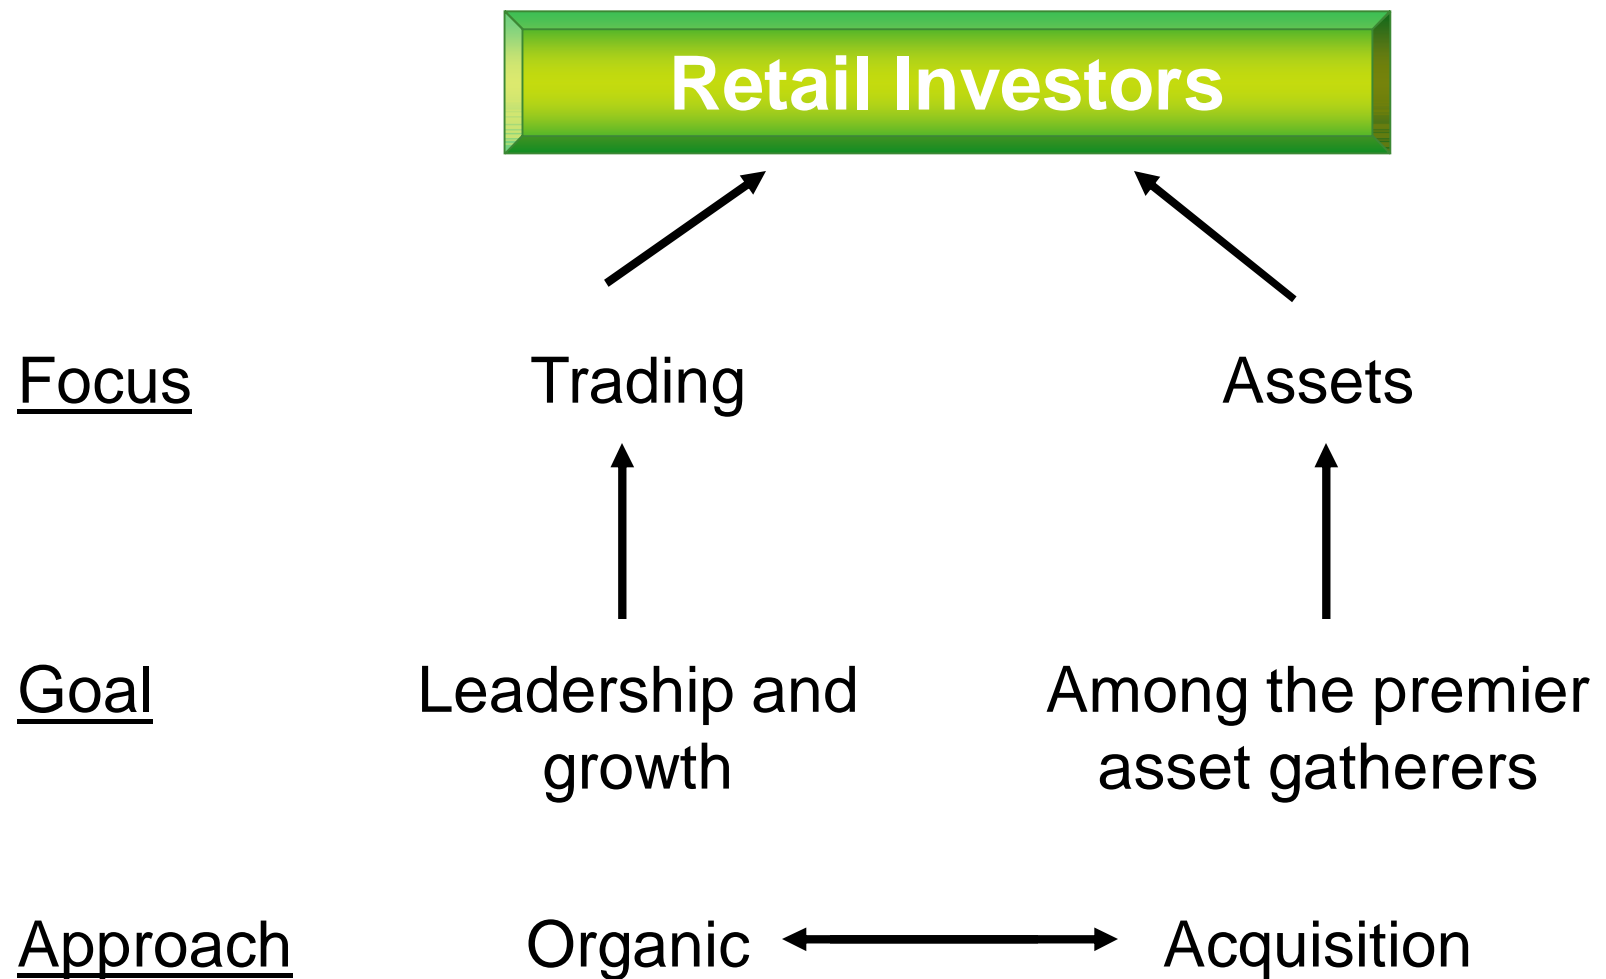 Retail Investors
Focus Trading Assets
Goal Leadership and Among the premier
growth asset gatherers
Approach Organic Acquisition